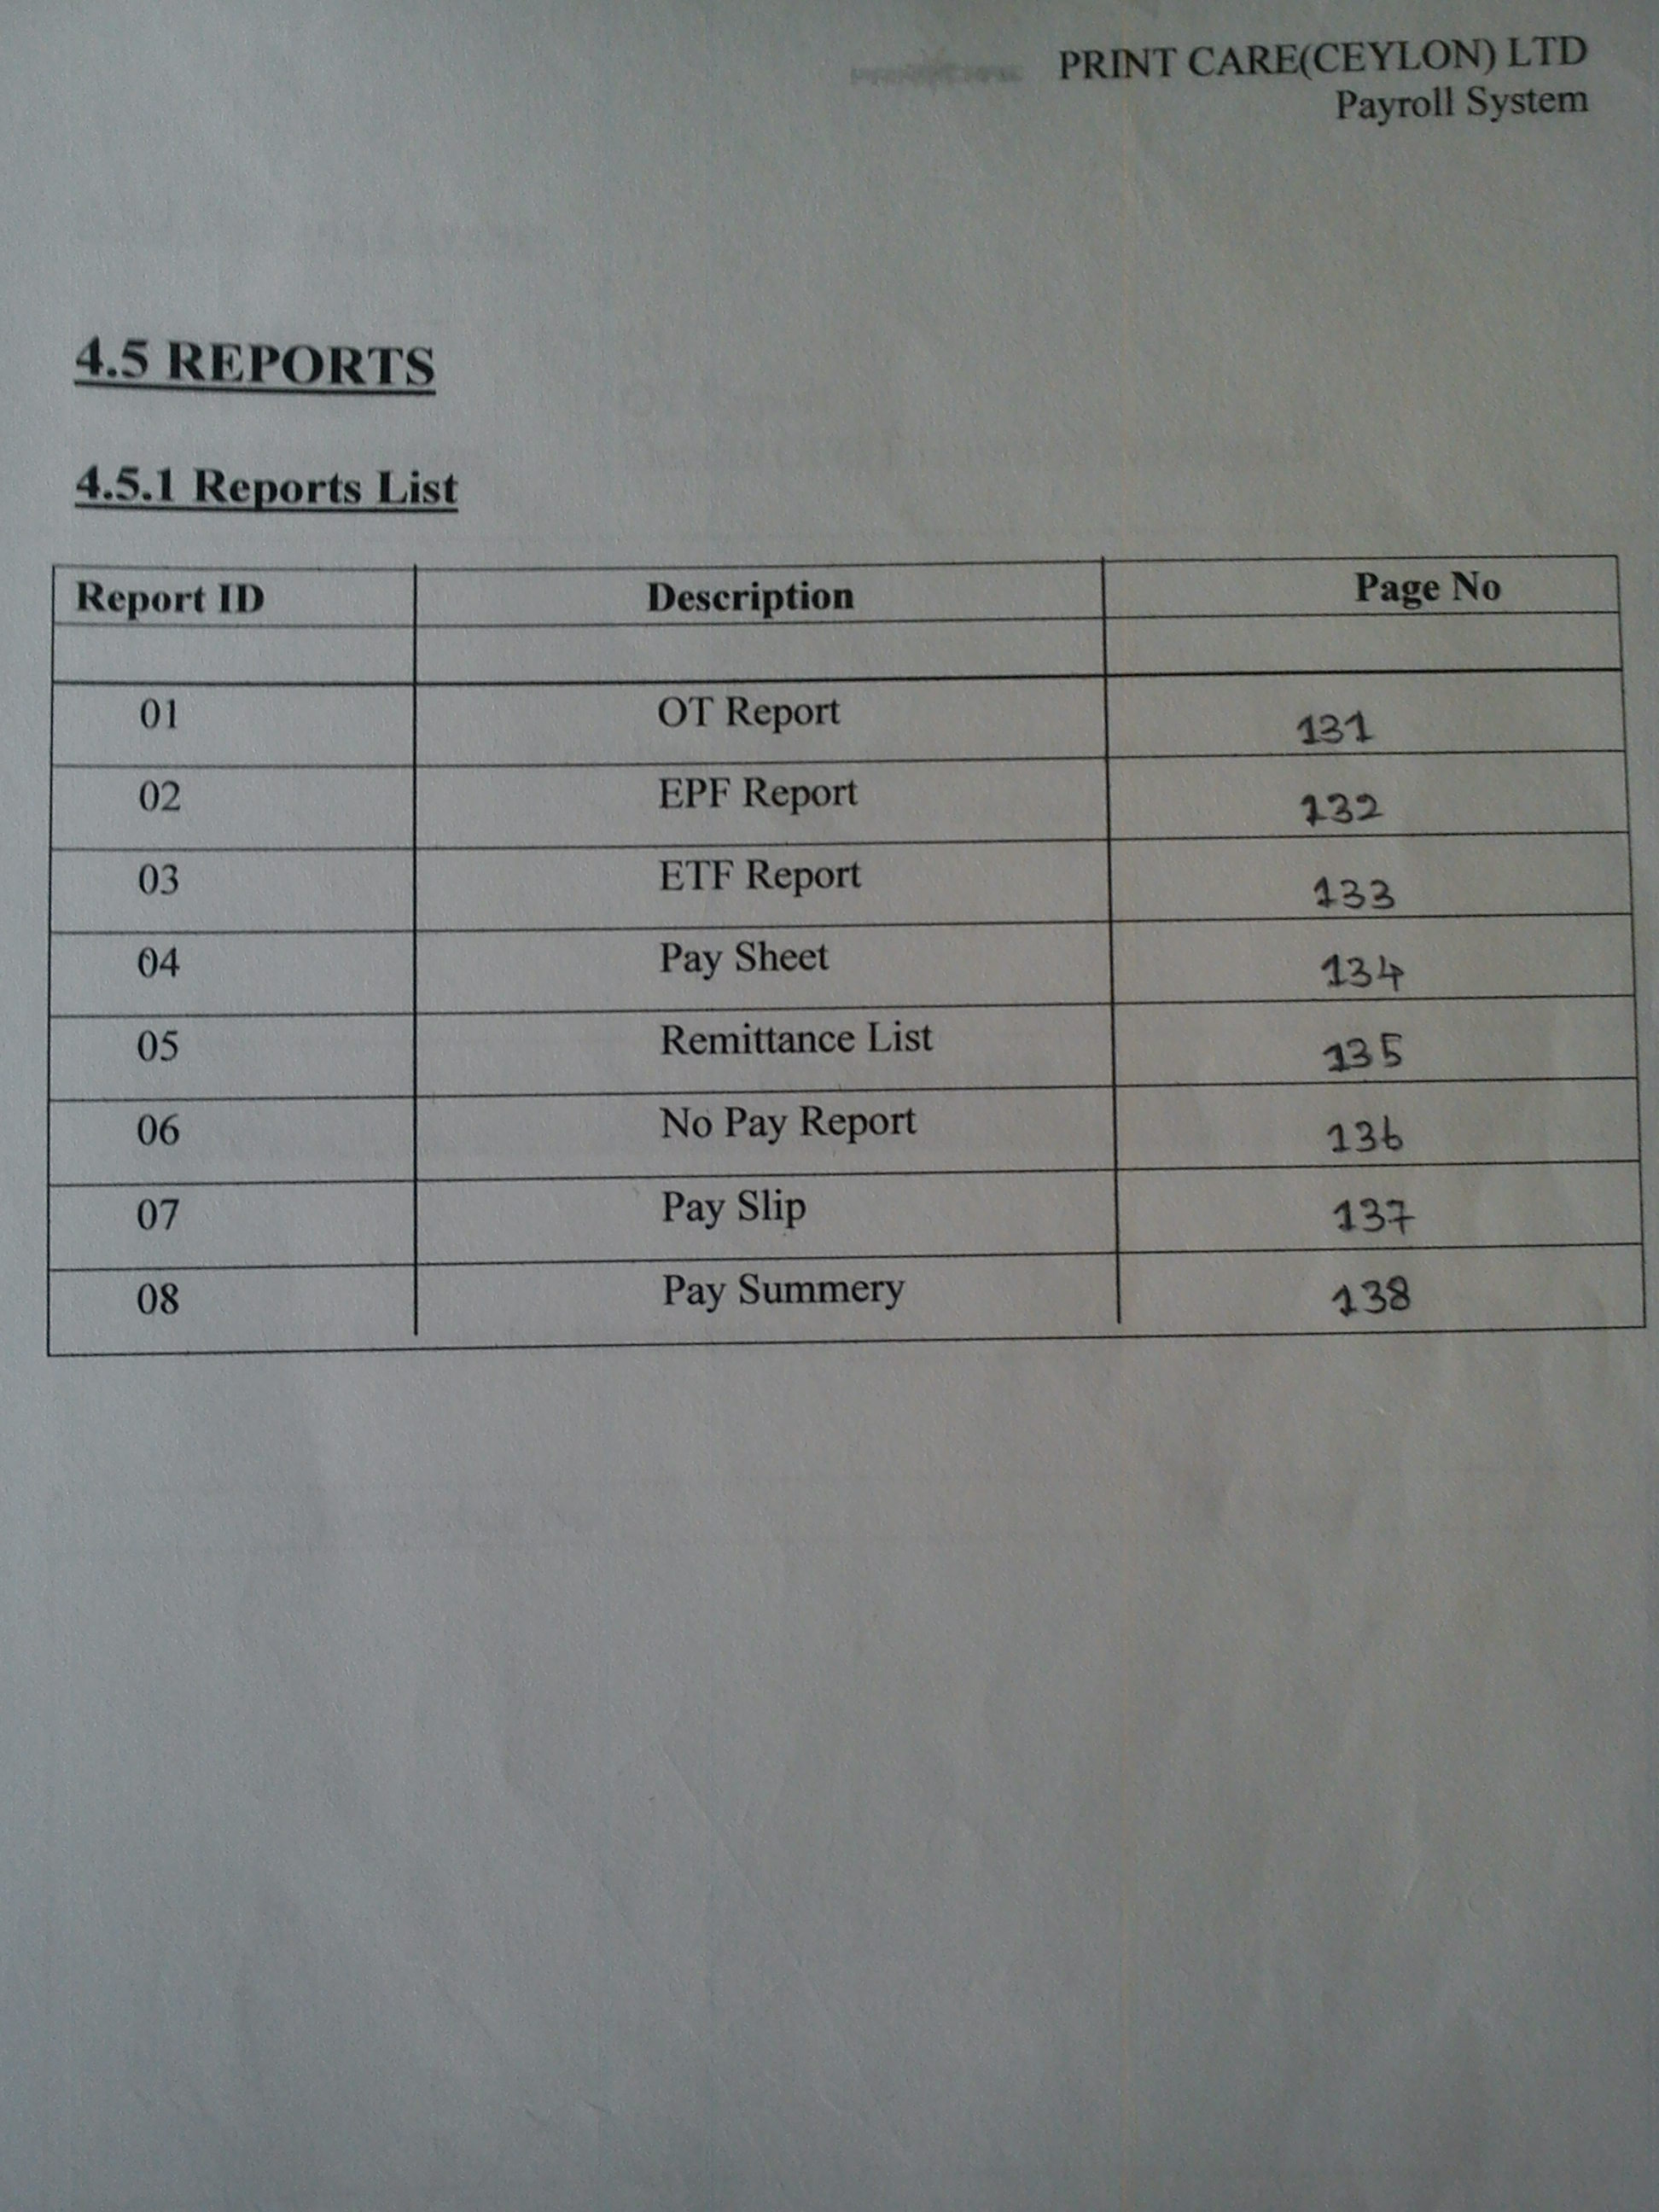 PRINT CARE(CEYLON) LTD
Payroll System
4.5 REPORTS
4.5.1 Reports List
Report ID Description Page No
01 OT Report 131
02 EPF Report 132
03 ETF Report 133
04 Pay Sheet 134
05 Remittance List 135
06 No Pay Report 136
07 Pay Slip 137
08 Pay Summery 138